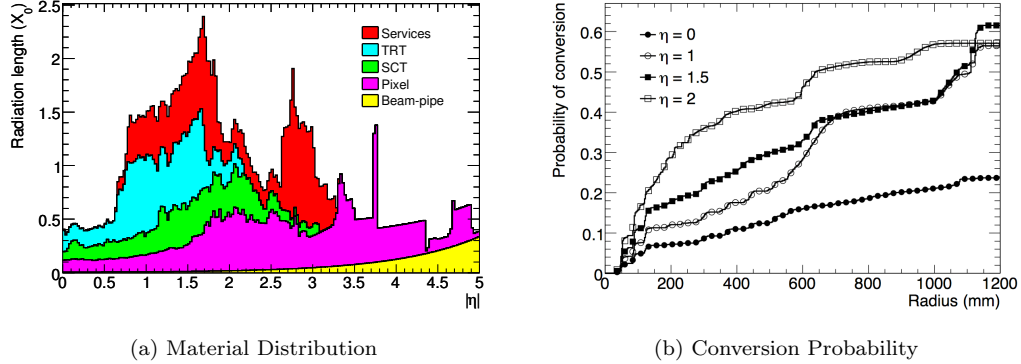 Radiation length (X0)
2.5
2
1.5
1
0.5
0
Services
TRT
SCT
Pixel
Beam-pipe
0 0.5 1 1.5 2 2.5 3 3.5 4 4.5 5
|η|
(a) Material Distribution
Probability of conversion
0.6
0.5
0.4
0.3
0.2
0.1
0
η = 0
η = 1
η = 1.5
η = 2
0 200 400 600 800 1000 1200
Radius (mm)
(b) Conversion Probability